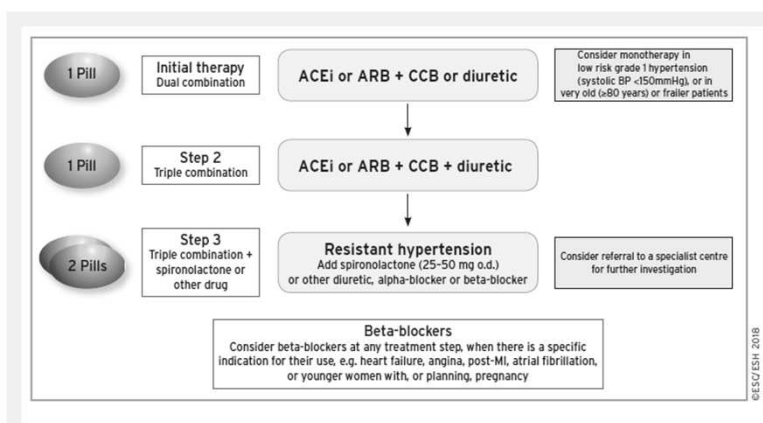 1 Pill
Initial therapy
Dual combination
ACEi or ARB + CCB or diuretic
Consider monotherapy in
low risk grade 1 hypertension
(systolic BP <150mmHg), or in
very old (≥80 years) or frailer patients
1 Pill
Step 2
Triple combination
ACEi or ARB + CCB + diuretic
2 Pills
Step 3
Triple combination +
spironolactone or
other drug
Resistant hypertension
Add spironolactone (25–50 mg o.d.)
or other diuretic, alpha-blocker or beta-blocker
Consider referral to a specialist centre
for further investigation
Beta-blockers
Consider beta-blockers at any treatment step, when there is a specific
indication for their use, e.g. heart failure, angina, post-MI, atrial fibrillation,
or younger women with, or planning, pregnancy
©ESC/ESH 2018